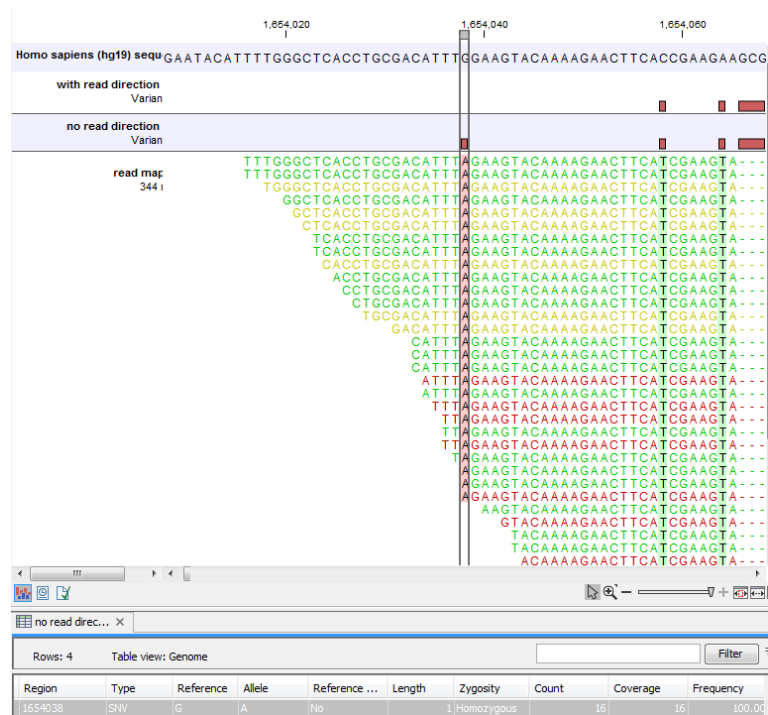 1,654,020 1,654,040 1,654,060
Homo sapiens (hg19) sequ GAATACATTTTGGGCTCACCTGCGACATTTGGAAGTACAAAAGAACTTCACCGAAGAAGCG
with read direction
Varian
no read direction
Varian
read map
344 r
TTTGGGCTCACCTGCGACATTTAGAAGTACAAAAGAACTTCATCGAAGTA---
TTTGGGCTCACCTGCGACATTTAGAAGTACAAAAGAACTTCATCGAAGTA---
TGGGCTCACCTGCGACATTTAGAAGTACAAAAGAACTTCATCGAAGTA---
GGCTCACCTGCGACATTTAGAAGTACAAAAGAACTTCATCGAAGTA---
GCTCACCTGCGACATTTAGAAGTACAAAAGAACTTCATCGAAGTA---
CTCACCTGCGACATTTAGAAGTACAAAAGAACTTCATCGAAGTA---
TCACCTGCGACATTTAGAAGTACAAAAGAACTTCATCGAAGTA---
TCACCTGCGACATTTAGAAGTACAAAAGAACTTCATCGAAGTA---
CACCTGCGACATTTAGAAGTACAAAAGAACTTCATCGAAGTA---
ACCTGCGACATTTAGAAGTACAAAAGAACTTCATCGAAGTA---
CCTGCGACATTTAGAAGTACAAAAGAACTTCATCGAAGTA---
CTGCGACATTTAGAAGTACAAAAGAACTTCATCGAAGTA---
TGCGACATTTAGAAGTACAAAAGAACTTCATCGAAGTA---
GACATTTAGAAGTACAAAAGAACTTCATCGAAGTA---
CATTTAGAAGTACAAAAGAACTTCATCGAAGTA---
CATTTAGAAGTACAAAAGAACTTCATCGAAGTA---
CATTTAGAAGTACAAAAGAACTTCATCGAAGTA---
ATTTAGAAGTACAAAAGAACTTCATCGAAGTA---
ATTTAGAAGTACAAAAGAACTTCATCGAAGTA---
TTTAGAAGTACAAAAGAACTTCATCGAAGTA---
TTAGAAGTACAAAAGAACTTCATCGAAGTA---
TTAGAAGTACAAAAGAACTTCATCGAAGTA---
TTAGAAGTACAAAAGAACTTCATCGAAGTA---
TAGAAGTACAAAAGAACTTCATCGAAGTA---
AGAAGTACAAAAGAACTTCATCGAAGTA---
AGAAGTACAAAAGAACTTCATCGAAGTA---
AGAAGTACAAAAGAACTTCATCGAAGTA---
AAGTACAAAAGAACTTCATCGAAGTA---
GTACAAAAGAACTTCATCGAAGTA---
TACAAAAGAACTTCATCGAAGTA---
TACAAAAGAACTTCATCGAAGTA---
ACAAAAGAACTTCATCGAAGTA---
no read direc...
Rows: 4 Table view: Genome Filter
Region Type Reference Allele Reference ... Length Zygosity Count Coverage Frequency
1654038 SNV G A No 1 Homozygous 16 16 100.00